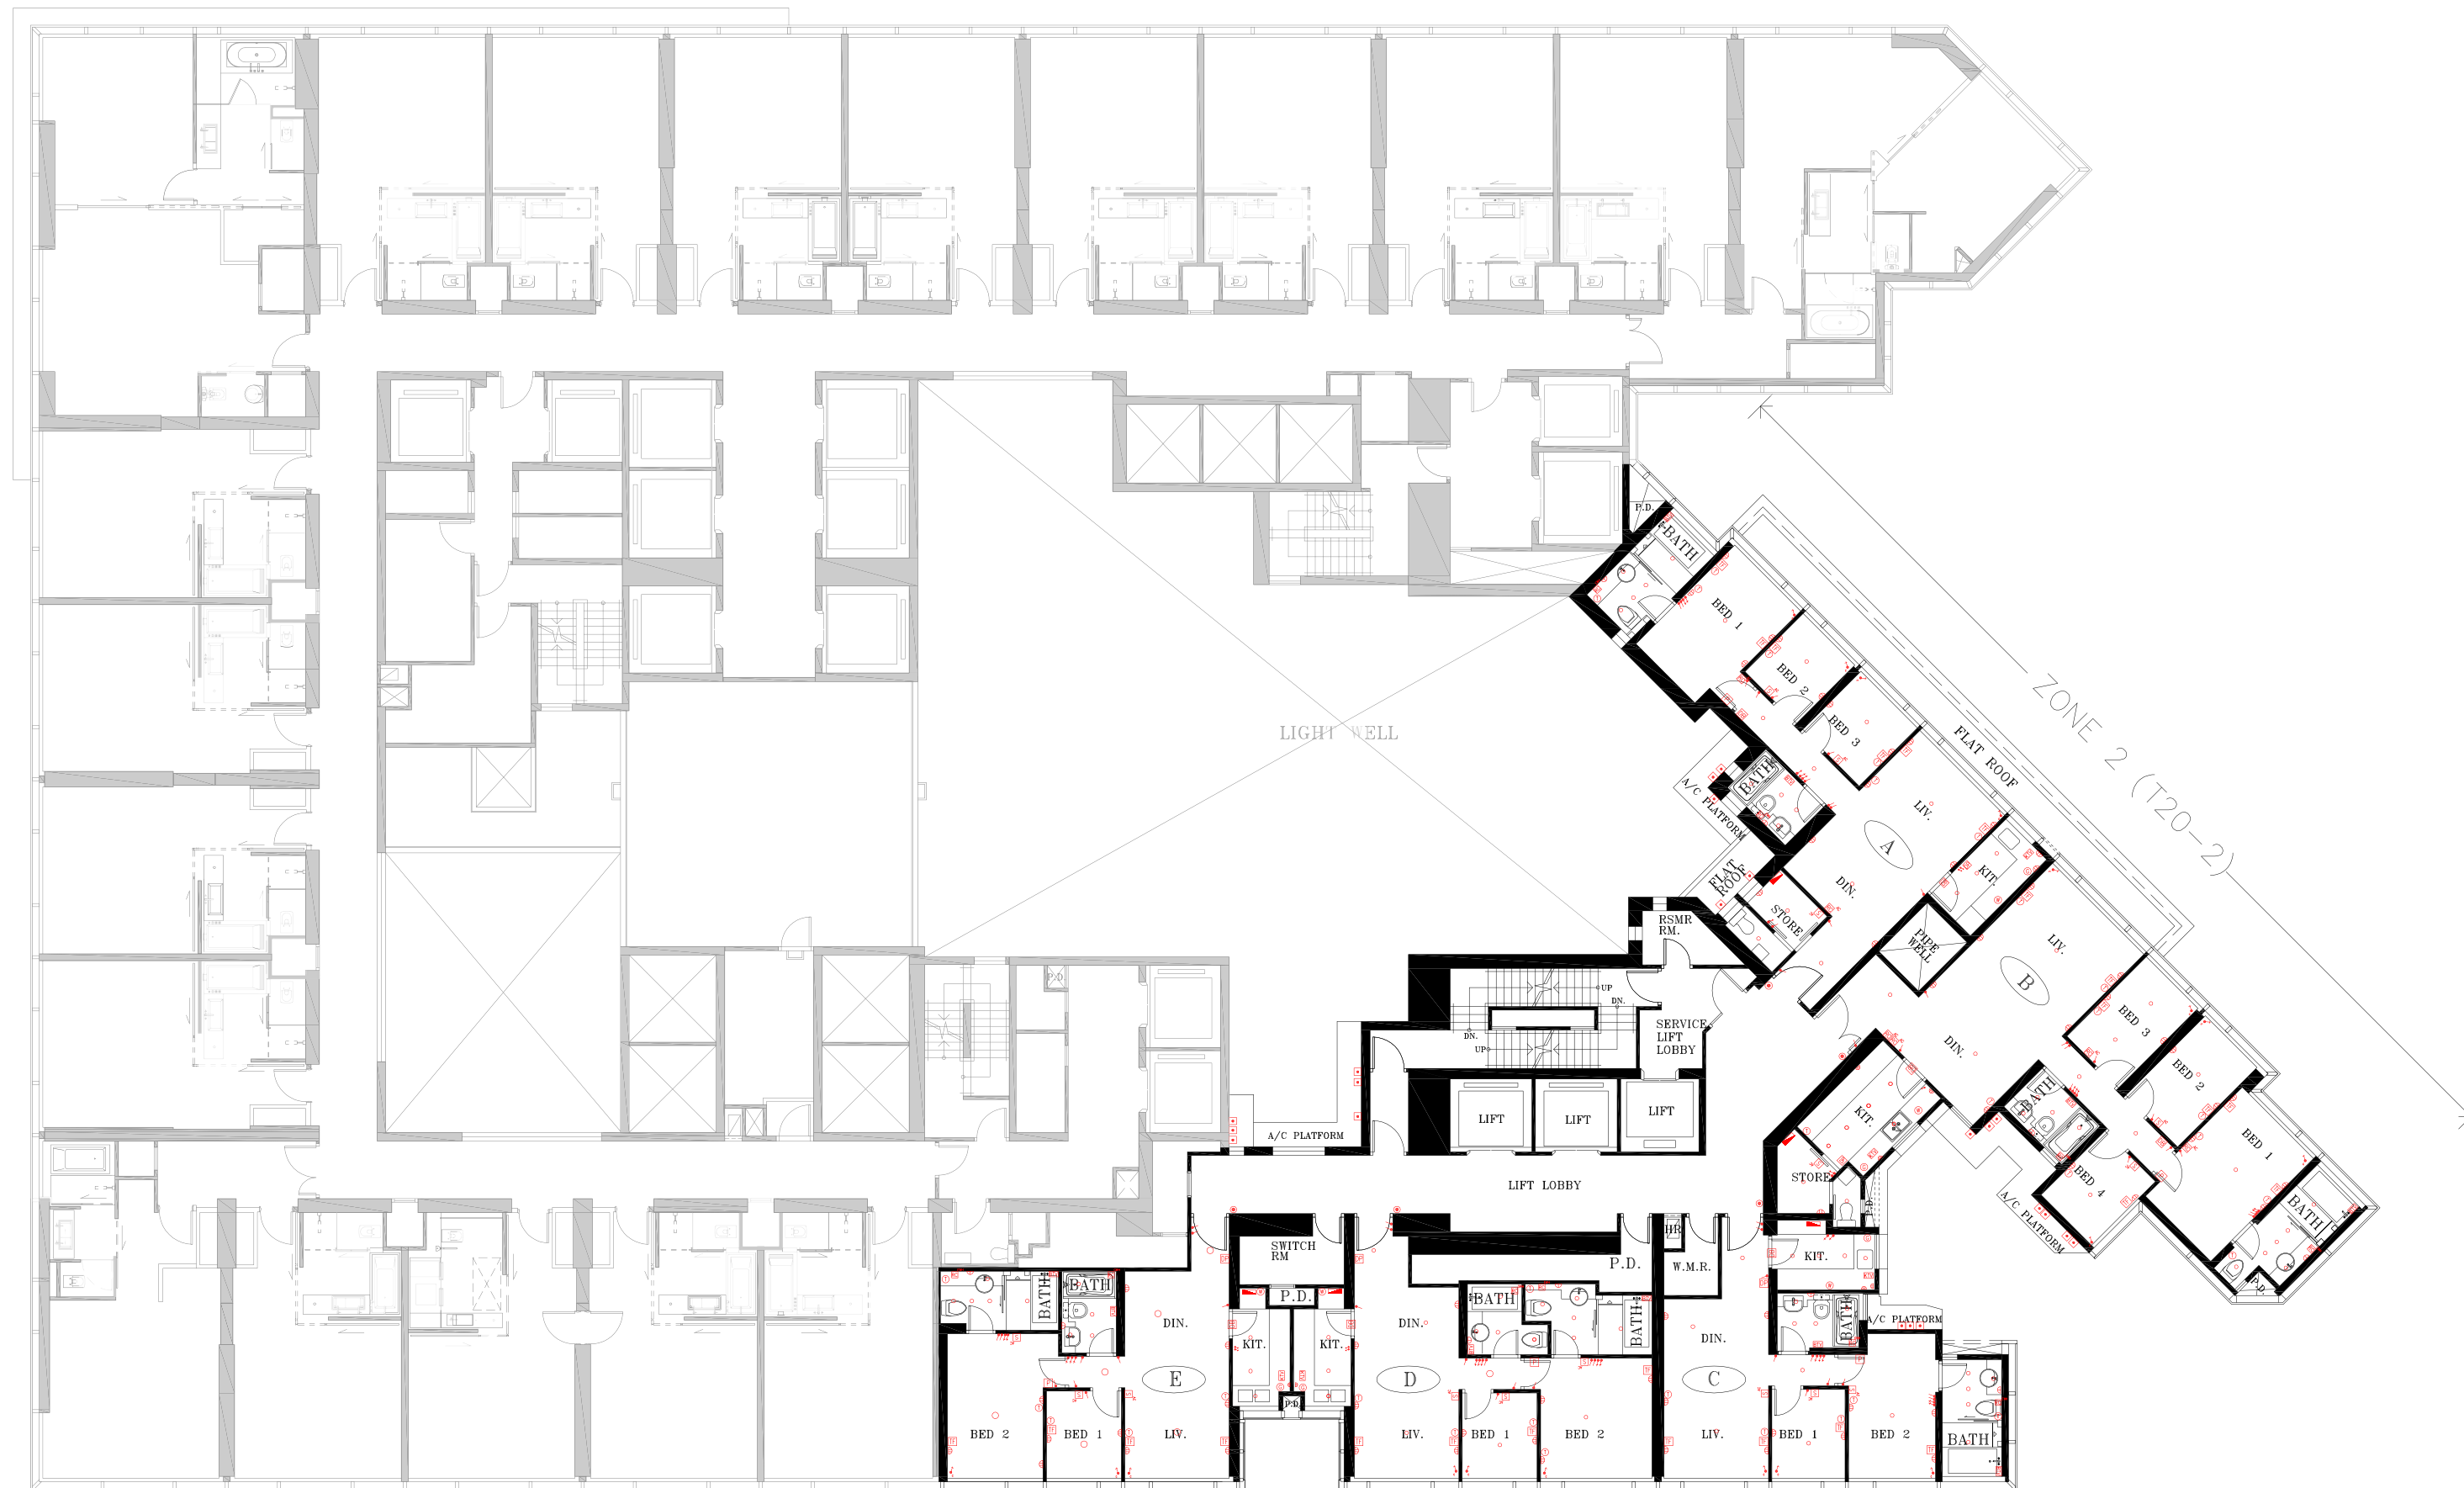 P.D.
BATH
BED 1
BED 2
BED 3
LIGHT WELL
ZONE 2 (T20-2)
FLAT ROOF
BATH
A/C PLATFORM
LIV.
A
DIN.
KIT.
FLAT
ROOF
STORE
RSMR
RM.
PIPE
WELL
LIV.
B
BED 3
DIN.
BED 2
BATH
BED 1
BED 4
BATH
P.D.
A/C PLATFORM
KIT.
STORE
P.D.
UP
DN.
DN.
UP
SERVICE
LIFT
LOBBY
P.D.
LIFT
LIFT
LIFT
A/C PLATFORM
LIFT LOBBY
SWITCH
RM
HR
P.D.
W.M.R.
KIT.
BATH
BATH
P.D.
BATH
BATH
BATH
A/C PLATFORM
DIN.
KIT.
KIT.
DIN.
DIN.
E
D
C
P.D.
BED 2
BED 1
LIV.
LIV.
BED 1
BED 2
LIV.
BED 1
BED 2
BATH